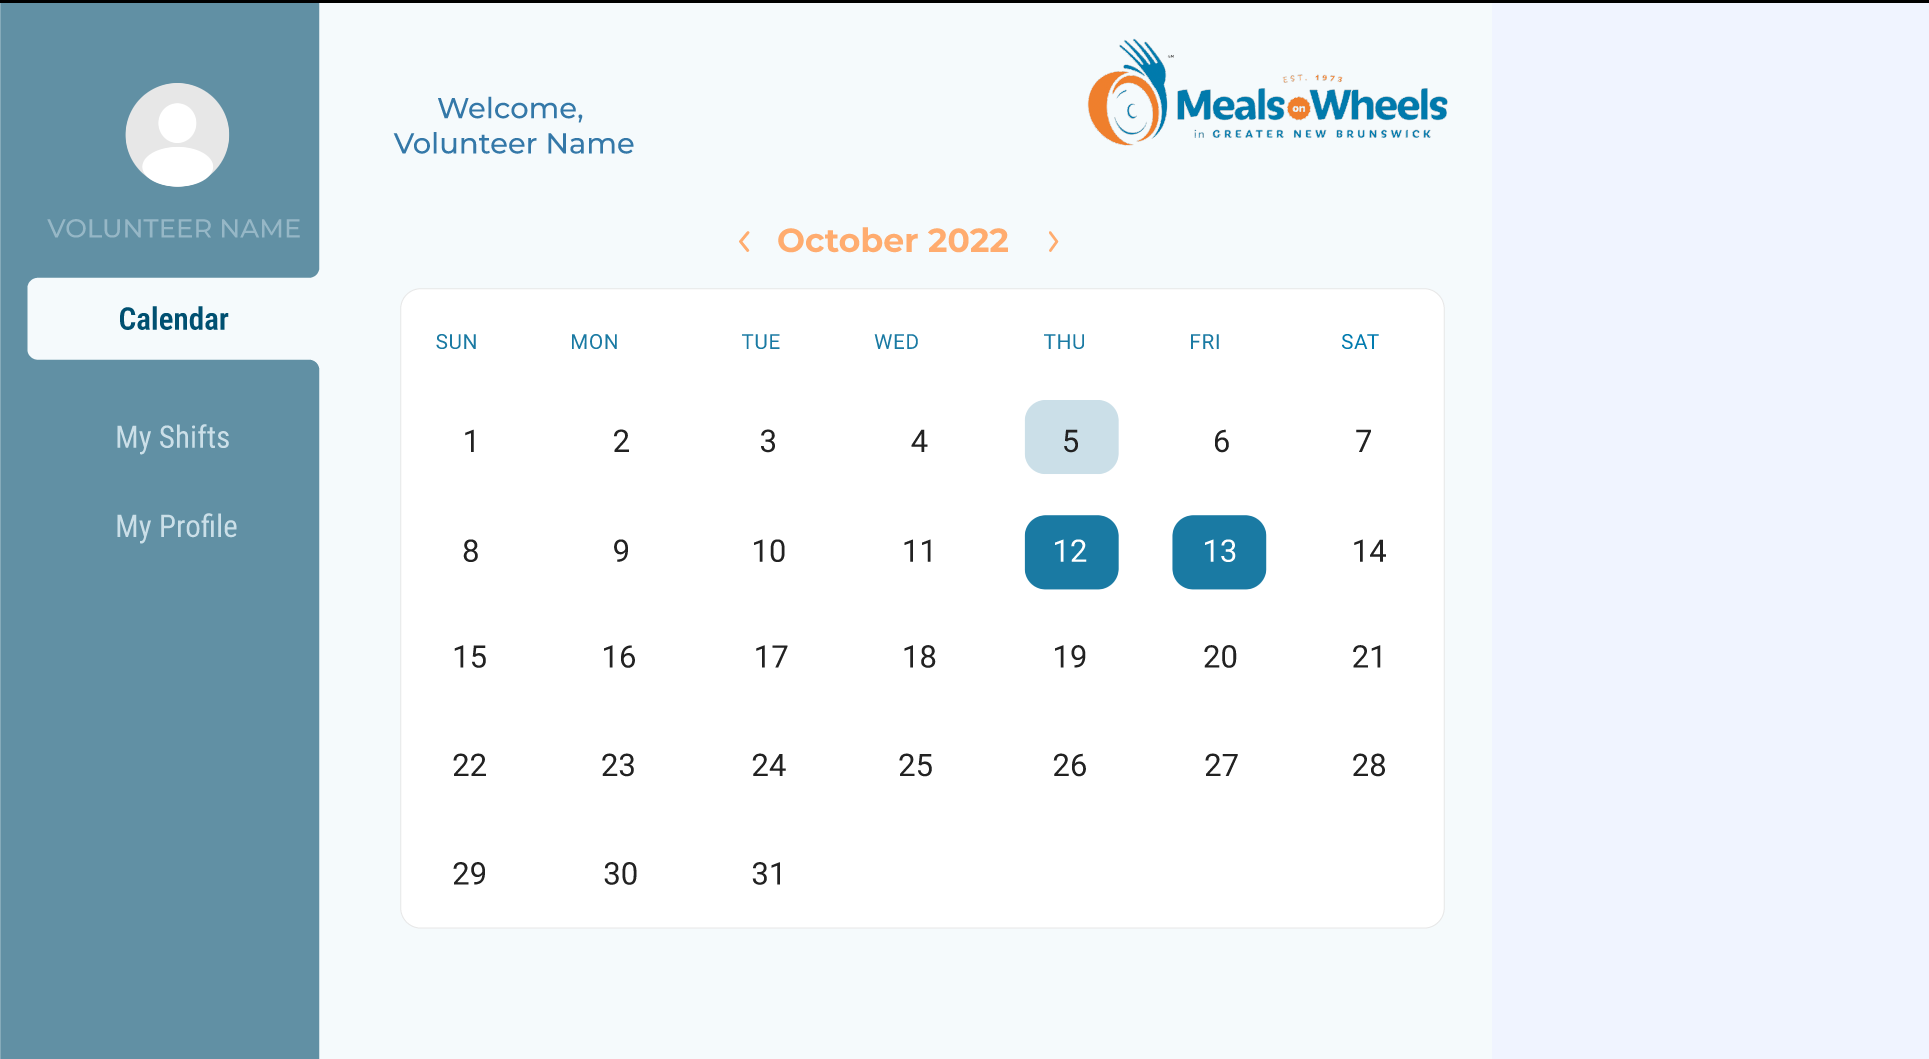 VOLUNTEER NAME
Calendar
My Shifts
My Profile
Welcome,
Volunteer Name
EST. 1973
Meals on Wheels
in GREATER NEW BRUNSWICK
October 2022
SUN MON TUE WED THU FRI SAT
1 2 3 4 5 6 7
8 9 10 11 12 13 14
15 16 17 18 19 20 21
22 23 24 25 26 27 28
29 30 31